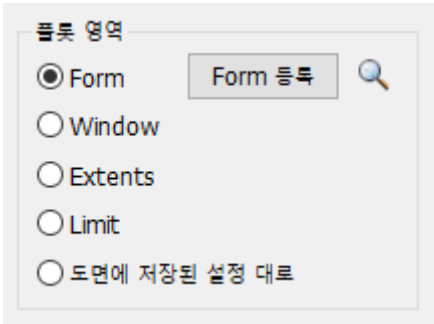 플롯 영역
Form Form 등록
Window
Extents
Limit
도면에 저장된 설정 대로